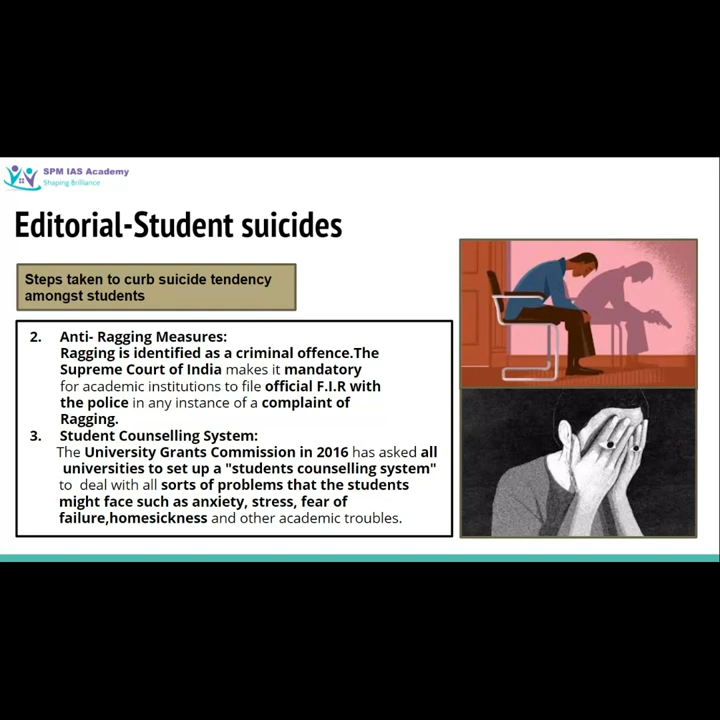 SPM IAS Academy
Shaping Brilliance
Editorial-Student suicides
Steps taken to curb suicide tendency
amongst students
2. Anti- Ragging Measures:
Ragging is identified as a criminal offence.The
Supreme Court of India makes it mandatory
for academic institutions to file official F.I.R with
the police in any instance of a complaint of
Ragging.
3. Student Counselling System:
The University Grants Commission in 2016 has asked all
universities to set up a "students counselling system"
to deal with all sorts of problems that the students
might face such as anxiety, stress, fear of
failure,homesickness and other academic troubles.